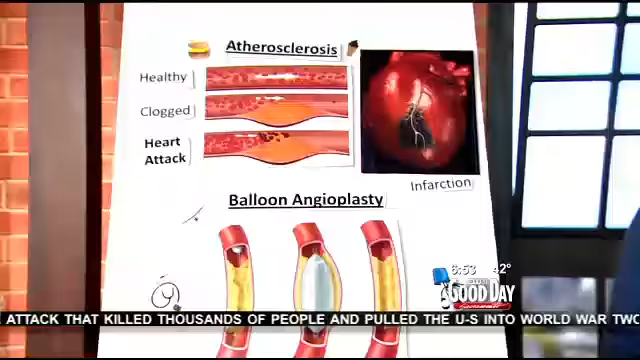 Atherosclerosis
Healthy
Clogged
Heart
Attack
Infarction
Balloon Angioplasty
6:53 42°
GOOD DAY
ATTACK THAT KILLED THOUSANDS OF PEOPLE AND PULLED THE U-S INTO WORLD WAR TWO